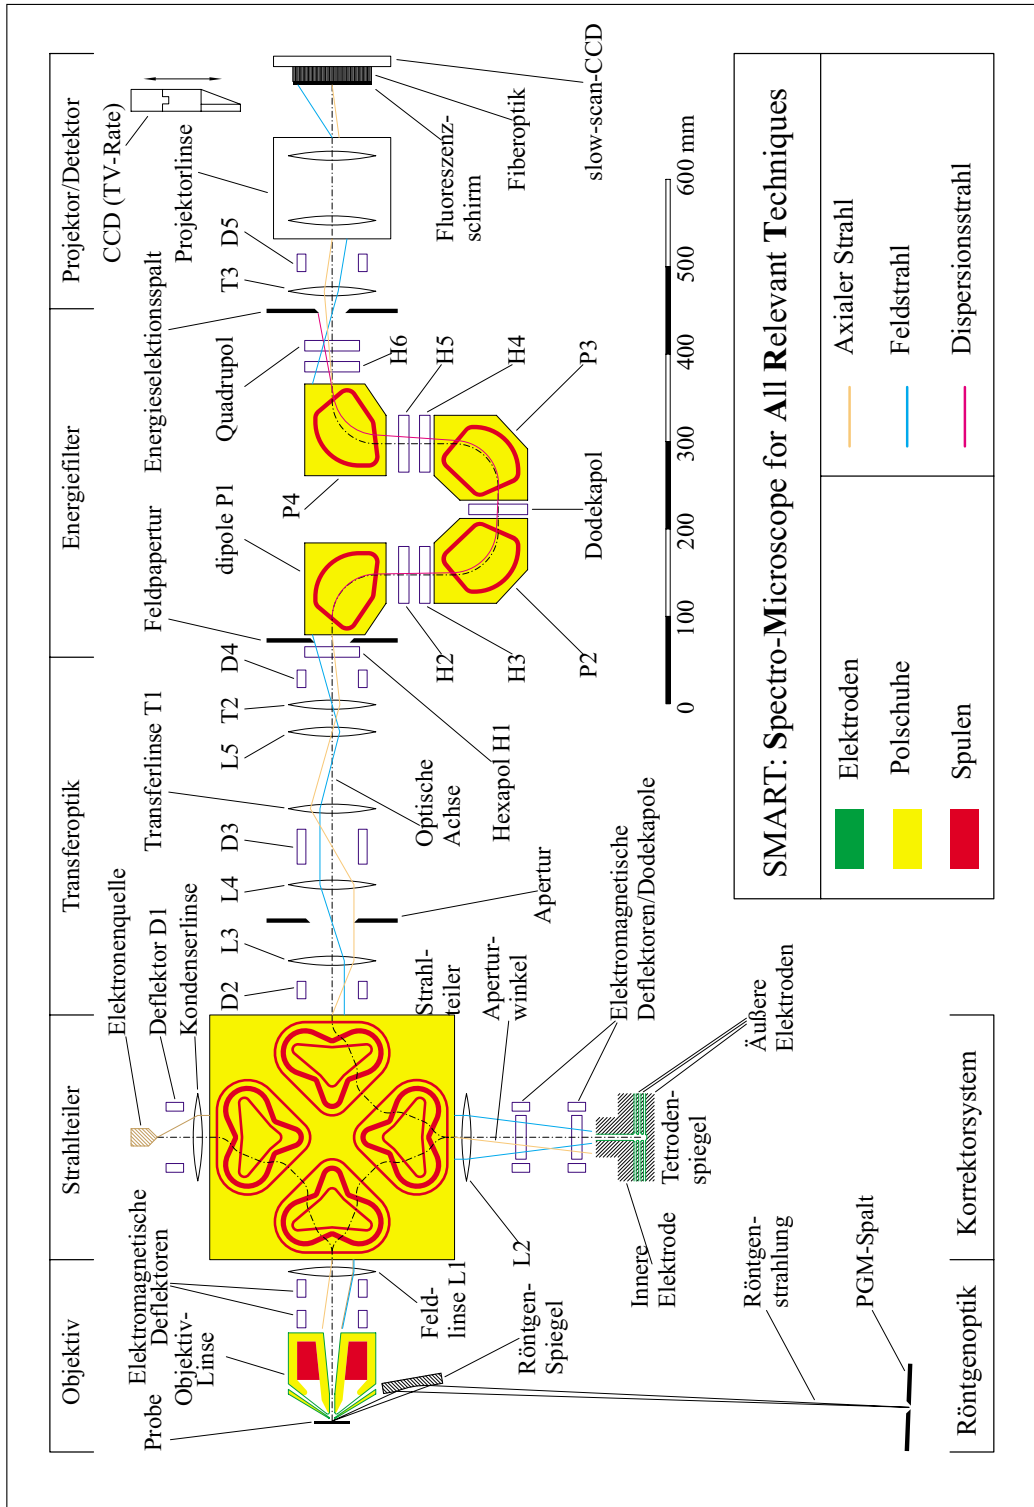 Objektiv
Strahlteiler
Transferoptik
Energiefilter
Projektor/Detektor
Probe
Objektiv-
Linse
Elektromagnetische
Deflektoren
Elektronenquelle
Deflektor D1
Kondenserlinse
D2
L3
L4
D3
Transferlinse T1
L5
T2
D4
Feldpapertur
dipole P1
P4
Quadrupol
Energieselektionsspalt
T3
D5
Projektorlinse
CCD (TV-Rate)
Feld-
linse L1
Röntgen-
Spiegel
L2
Strahl-
teiler
Apertur-
winkel
Apertur
Optische
Achse
Hexapol H1
H2
H3
P2
Dodekapol
H6
H5
H4
P3
Fluoreszenz-
schirm
Fiberoptik
slow-scan-CCD
Elektromagnetische
Deflektoren/Dodekapole
Innere
Elektrode
Tetroden-
spiegel
Äußere
Elektroden
Röntgen-
strahlung
PGM-Spalt
0
100
200
300
400
500
600 mm
Röntgenoptik
Korrektorsystem
SMART: Spectro-Microscope for All Relevant Techniques
Elektroden
Polschuhe
Spulen
Axialer Strahl
Feldstrahl
Dispersionsstrahl